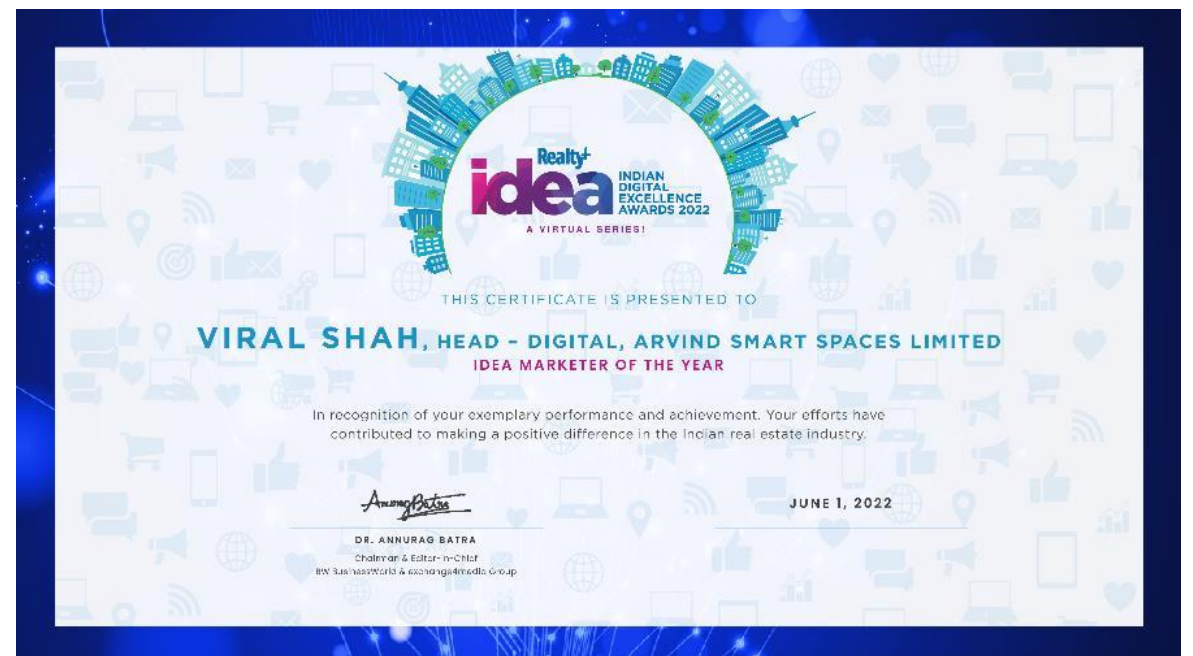 Realty+
idea
INDIAN
DIGITAL
EXCELLENCE
AWARDS 2022
A VIRTUAL SERIES!
THIS CERTIFICATE IS PRESENTED TO
VIRAL SHAH, HEAD – DIGITAL, ARVIND SMART SPACES LIMITED
IDEA MARKETER OF THE YEAR
In recognition of your exemplary performance and achievement. Your efforts have
contributed to making a positive difference in the Indian real estate industry.
Anurag Batra
JUNE 1, 2022
DR. ANNURAG BATRA
Chairman & Editor-in-Chief
BW BusinessWorld & exchange4media Group